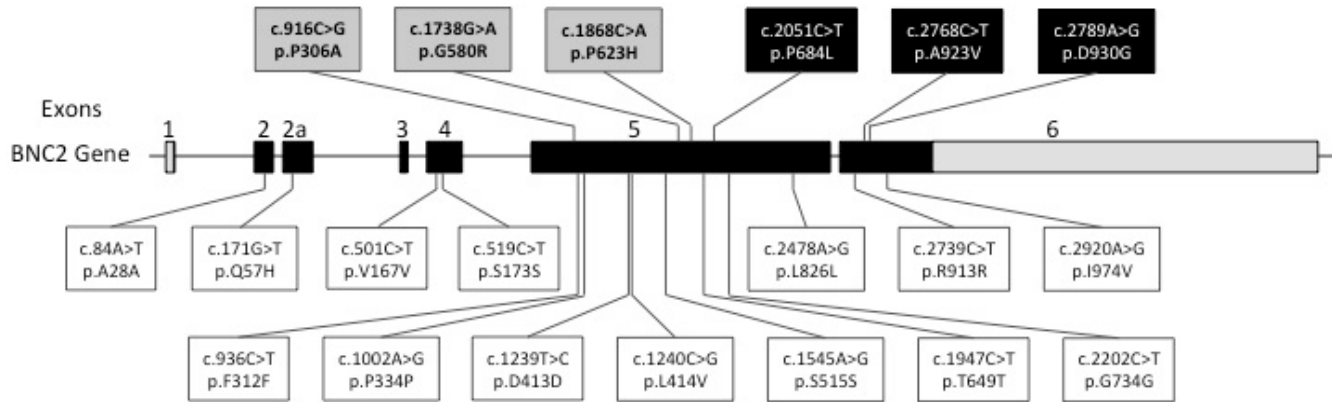 c.916C>G
p.P306A
c.1738G>A
p.G580R
c.1868C>A
p.P623H
c.2051C>T
p.P684L
c.2768C>T
p.A923V
c.2789A>G
p.D930G
Exons
1 2 2a 3 4 5 6
BNC2 Gene
c.84A>T
p.A28A
c.171G>T
p.Q57H
c.501C>T
p.V167V
c.519C>T
p.S173S
c.2478A>G
p.L826L
c.2739C>T
p.R913R
c.2920A>G
p.I974V
c.936C>T
p.F312F
c.1002A>G
p.P334P
c.1239T>C
p.D413D
c.1240C>G
p.L414V
c.1545A>G
p.S515S
c.1947C>T
p.T649T
c.2202C>T
p.G734G